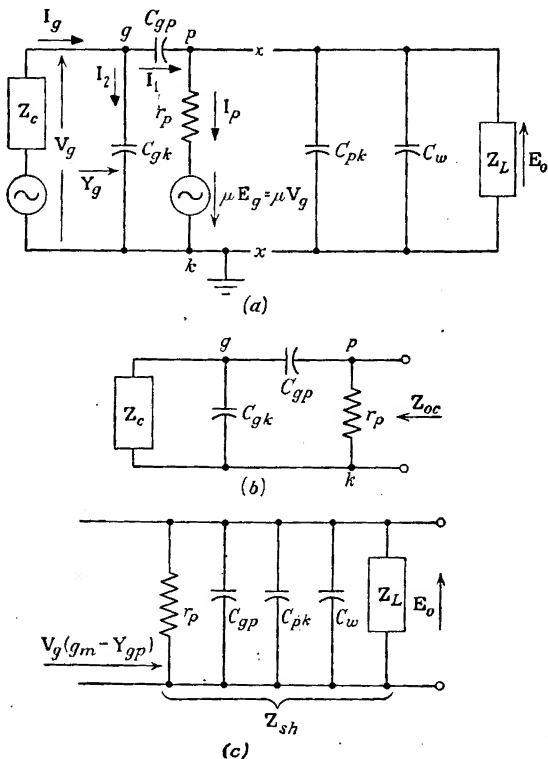 I_g
g
C_gp
p
x
I_2
I_1
r_p
I_p
Z_c
V_g
C_gk
C_pk
C_w
Z_L
E_o
Y_g
μE_g = μV_g
k
x
(a)
g
p
C_gp
Z_c
C_gk
r_p
Z_oc
k
(b)
r_p
C_gp
C_pk
C_w
Z_L
E_o
V_g(g_m − Y_gp)
Z_sh
(c)